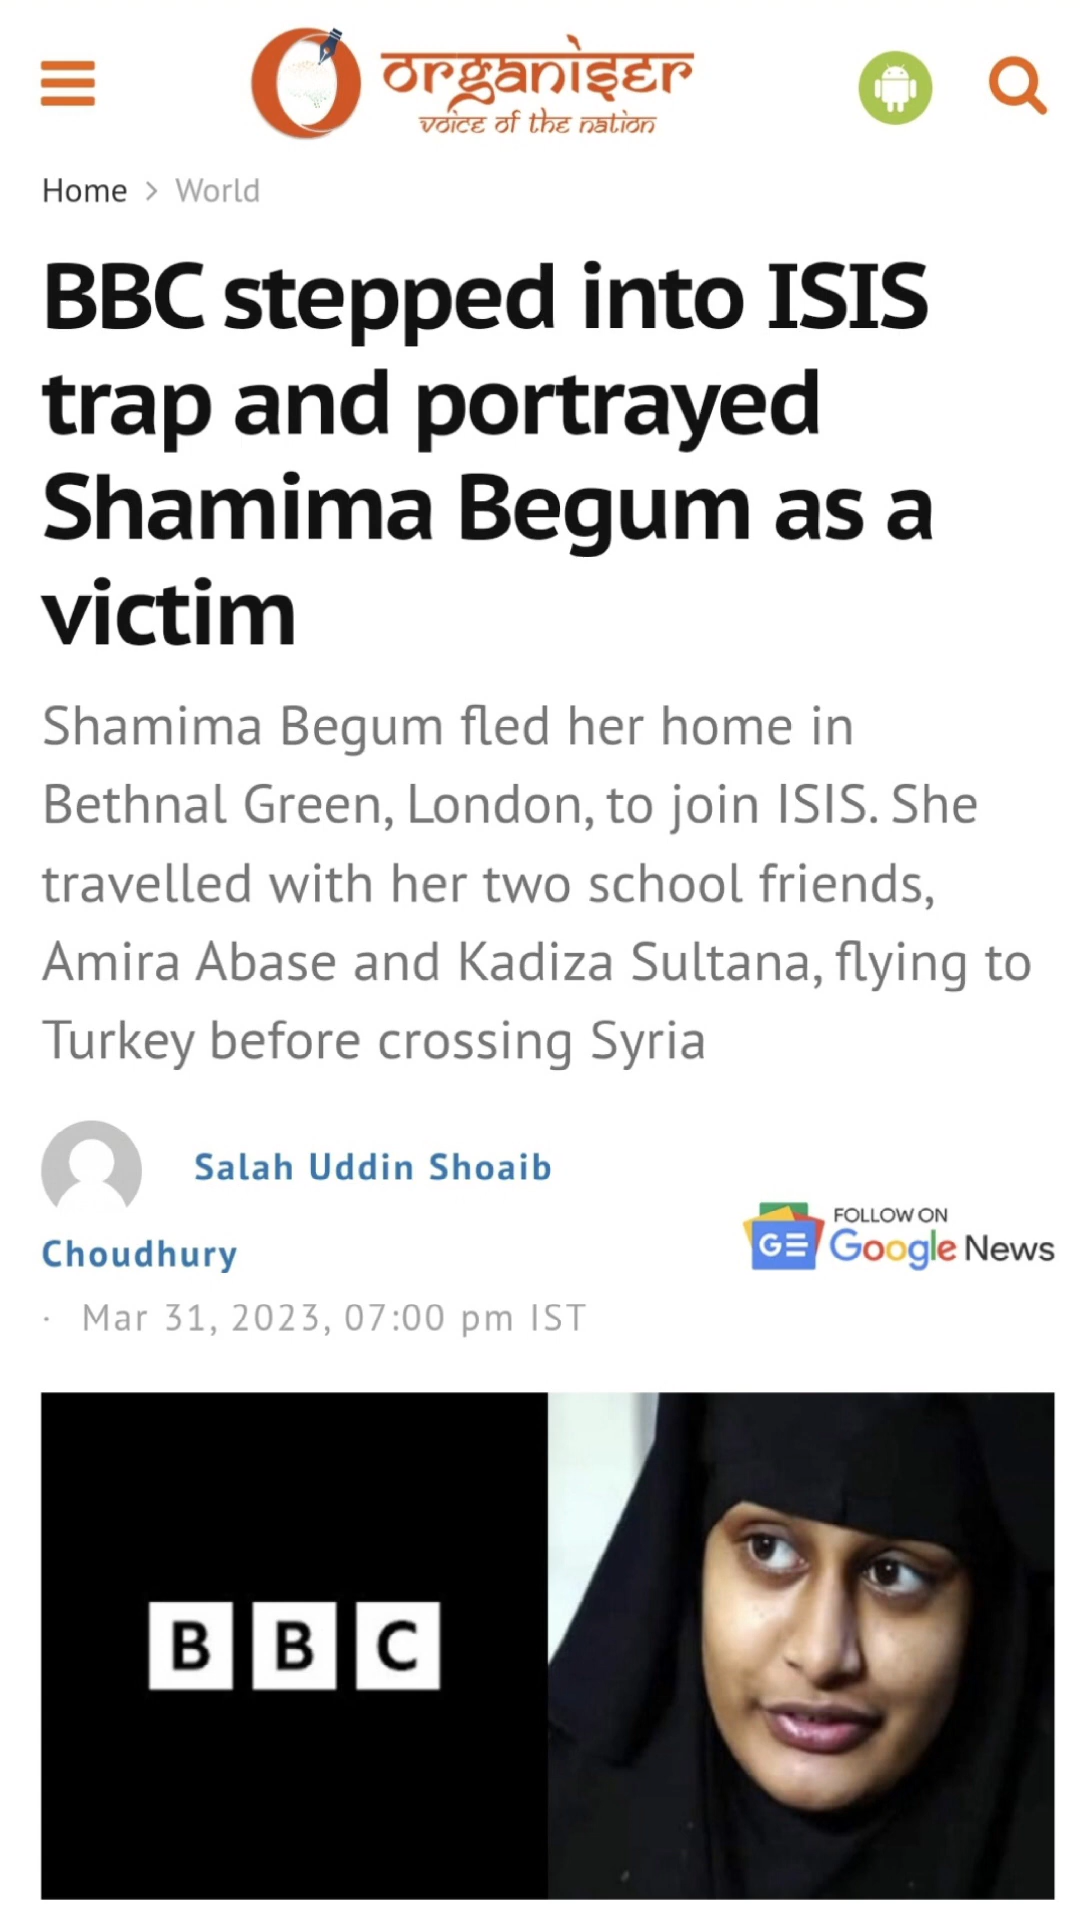 organiser
voice of the nation
Home > World
BBC stepped into ISIS
trap and portrayed
Shamima Begum as a
victim
Shamima Begum fled her home in
Bethnal Green, London, to join ISIS. She
travelled with her two school friends,
Amira Abase and Kadiza Sultana, flying to
Turkey before crossing Syria
Salah Uddin Shoaib
Choudhury
FOLLOW ON
GE Google News
· Mar 31, 2023, 07:00 pm IST
BBC